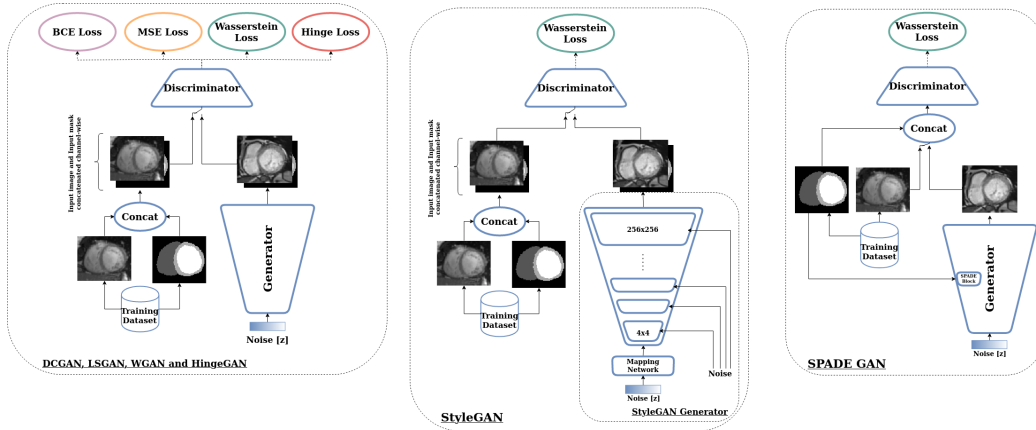 BCE Loss
MSE Loss
Wasserstein
Loss
Hinge Loss
Discriminator
Input image and Input mask
concatenated channel-wise
Concat
Training
Dataset
Generator
Noise [z]
DCGAN, LSGAN, WGAN and HingeGAN
Wasserstein
Loss
Discriminator
Input image and Input mask
concatenated channel-wise
Concat
Training
Dataset
256x256
4x4
Mapping
Network
Noise [z]
Noise
StyleGAN Generator
StyleGAN
Wasserstein
Loss
Discriminator
Concat
Training
Dataset
SPADE
Block
Generator
Noise [z]
SPADE GAN